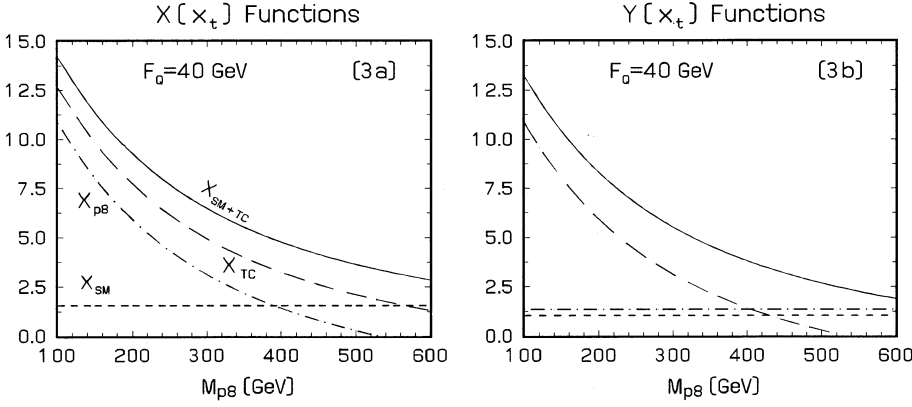 X(x_t) Functions
15.0
12.5
10.0
7.5
5.0
2.5
0.0
F_Q=40 GeV
(3a)
X_SM+TC
X_p8
X_TC
X_SM
100 200 300 400 500 600
M_p8 (GeV)
Y(x_t) Functions
15.0
12.5
10.0
7.5
5.0
2.5
0.0
F_Q=40 GeV
(3b)
100 200 300 400 500 600
M_p8 (GeV)